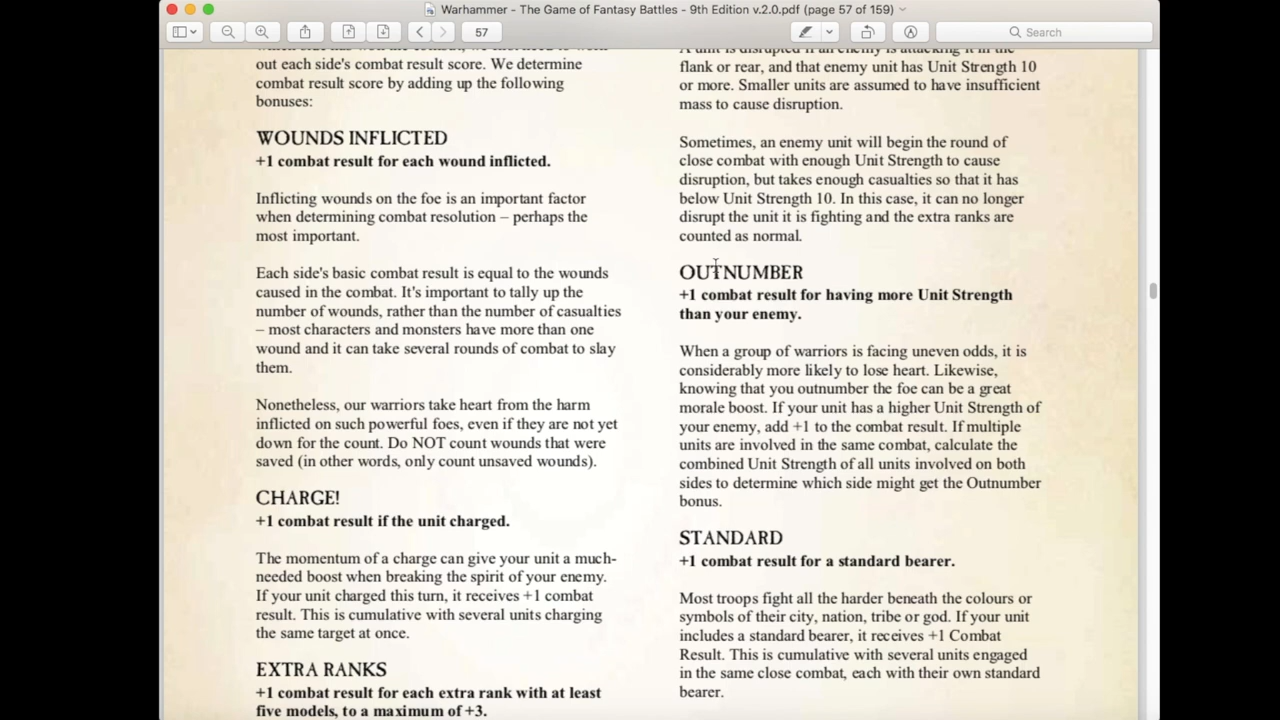 Warhammer - The Game of Fantasy Battles - 9th Edition v.2.0.pdf (page 57 of 159)
57
Search
which side has won the combat, we first need to work
out each side's combat result score. We determine
combat result score by adding up the following
bonuses:
WOUNDS INFLICTED
+1 combat result for each wound inflicted.
Inflicting wounds on the foe is an important factor
when determining combat resolution – perhaps the
most important.
Each side's basic combat result is equal to the wounds
caused in the combat. It's important to tally up the
number of wounds, rather than the number of casualties
– most characters and monsters have more than one
wound and it can take several rounds of combat to slay
them.
Nonetheless, our warriors take heart from the harm
inflicted on such powerful foes, even if they are not yet
down for the count. Do NOT count wounds that were
saved (in other words, only count unsaved wounds).
CHARGE!
+1 combat result if the unit charged.
The momentum of a charge can give your unit a much-
needed boost when breaking the spirit of your enemy.
If your unit charged this turn, it receives +1 combat
result. This is cumulative with several units charging
the same target at once.
EXTRA RANKS
+1 combat result for each extra rank with at least
five models, to a maximum of +3.
A unit is disrupted if an enemy is attacking it in the
flank or rear, and that enemy unit has Unit Strength 10
or more. Smaller units are assumed to have insufficient
mass to cause disruption.
Sometimes, an enemy unit will begin the round of
close combat with enough Unit Strength to cause
disruption, but takes enough casualties so that it has
below Unit Strength 10. In this case, it can no longer
disrupt the unit it is fighting and the extra ranks are
counted as normal.
OUTNUMBER
+1 combat result for having more Unit Strength
than your enemy.
When a group of warriors is facing uneven odds, it is
considerably more likely to lose heart. Likewise,
knowing that you outnumber the foe can be a great
morale boost. If your unit has a higher Unit Strength of
your enemy, add +1 to the combat result. If multiple
units are involved in the same combat, calculate the
combined Unit Strength of all units involved on both
sides to determine which side might get the Outnumber
bonus.
STANDARD
+1 combat result for a standard bearer.
Most troops fight all the harder beneath the colours or
symbols of their city, nation, tribe or god. If your unit
includes a standard bearer, it receives +1 Combat
Result. This is cumulative with several units engaged
in the same close combat, each with their own standard
bearer.